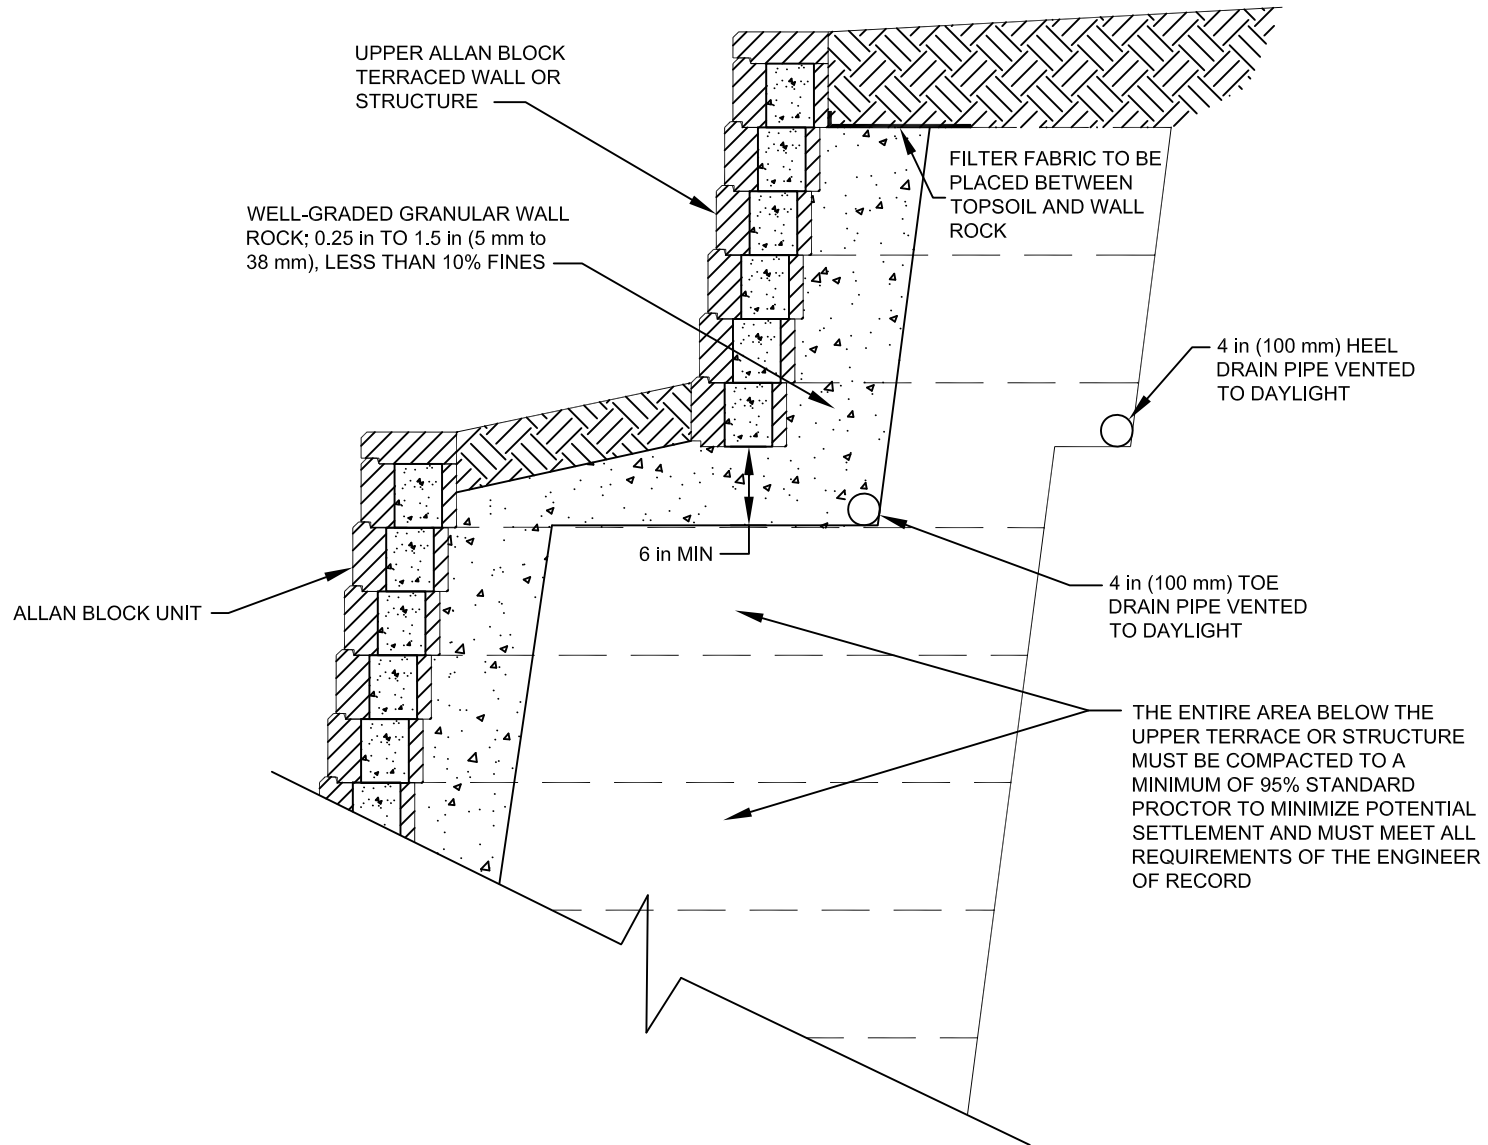 UPPER ALLAN BLOCK
TERRACED WALL OR
STRUCTURE
WELL-GRADED GRANULAR WALL
ROCK; 0.25 in TO 1.5 in (5 mm to
38 mm), LESS THAN 10% FINES
FILTER FABRIC TO BE
PLACED BETWEEN
TOPSOIL AND WALL
ROCK
4 in (100 mm) HEEL
DRAIN PIPE VENTED
TO DAYLIGHT
6 in MIN
ALLAN BLOCK UNIT
4 in (100 mm) TOE
DRAIN PIPE VENTED
TO DAYLIGHT
THE ENTIRE AREA BELOW THE
UPPER TERRACE OR STRUCTURE
MUST BE COMPACTED TO A
MINIMUM OF 95% STANDARD
PROCTOR TO MINIMIZE POTENTIAL
SETTLEMENT AND MUST MEET ALL
REQUIREMENTS OF THE ENGINEER
OF RECORD